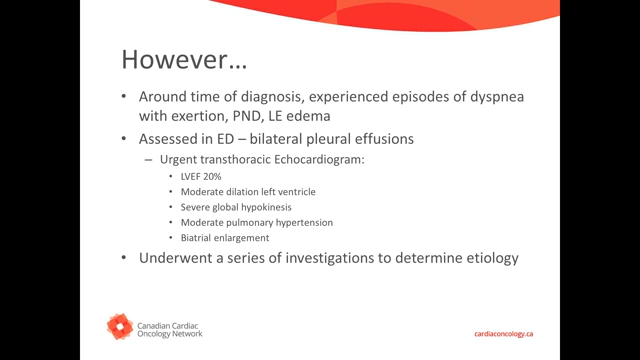 However…
• Around time of diagnosis, experienced episodes of dyspnea
with exertion, PND, LE edema
• Assessed in ED – bilateral pleural effusions
– Urgent transthoracic Echocardiogram:
• LVEF 20%
• Moderate dilation left ventricle
• Severe global hypokinesis
• Moderate pulmonary hypertension
• Biatrial enlargement
• Underwent a series of investigations to determine etiology
Canadian Cardiac
Oncology Network
cardiaconcology.ca